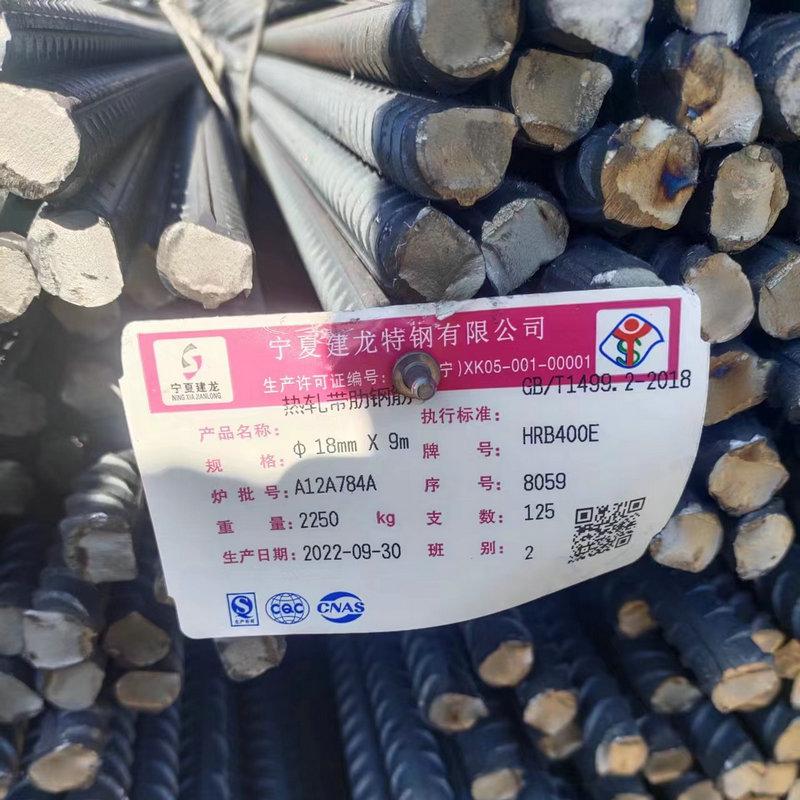 宁夏建龙特钢有限公司
宁夏建龙
NING XIA JIANLONG
生产许可证编号: 宁)XK05-001-00001
产品名称: 热轧带肋钢筋 执行标准: GB/T1499.2-2018
规 格: Φ 18mm X 9m 牌 号: HRB400E
炉批号: A12A784A 序 号: 8059
重 量: 2250 kg 支 数: 125
生产日期: 2022-09-30 班 别: 2
CQC CNAS